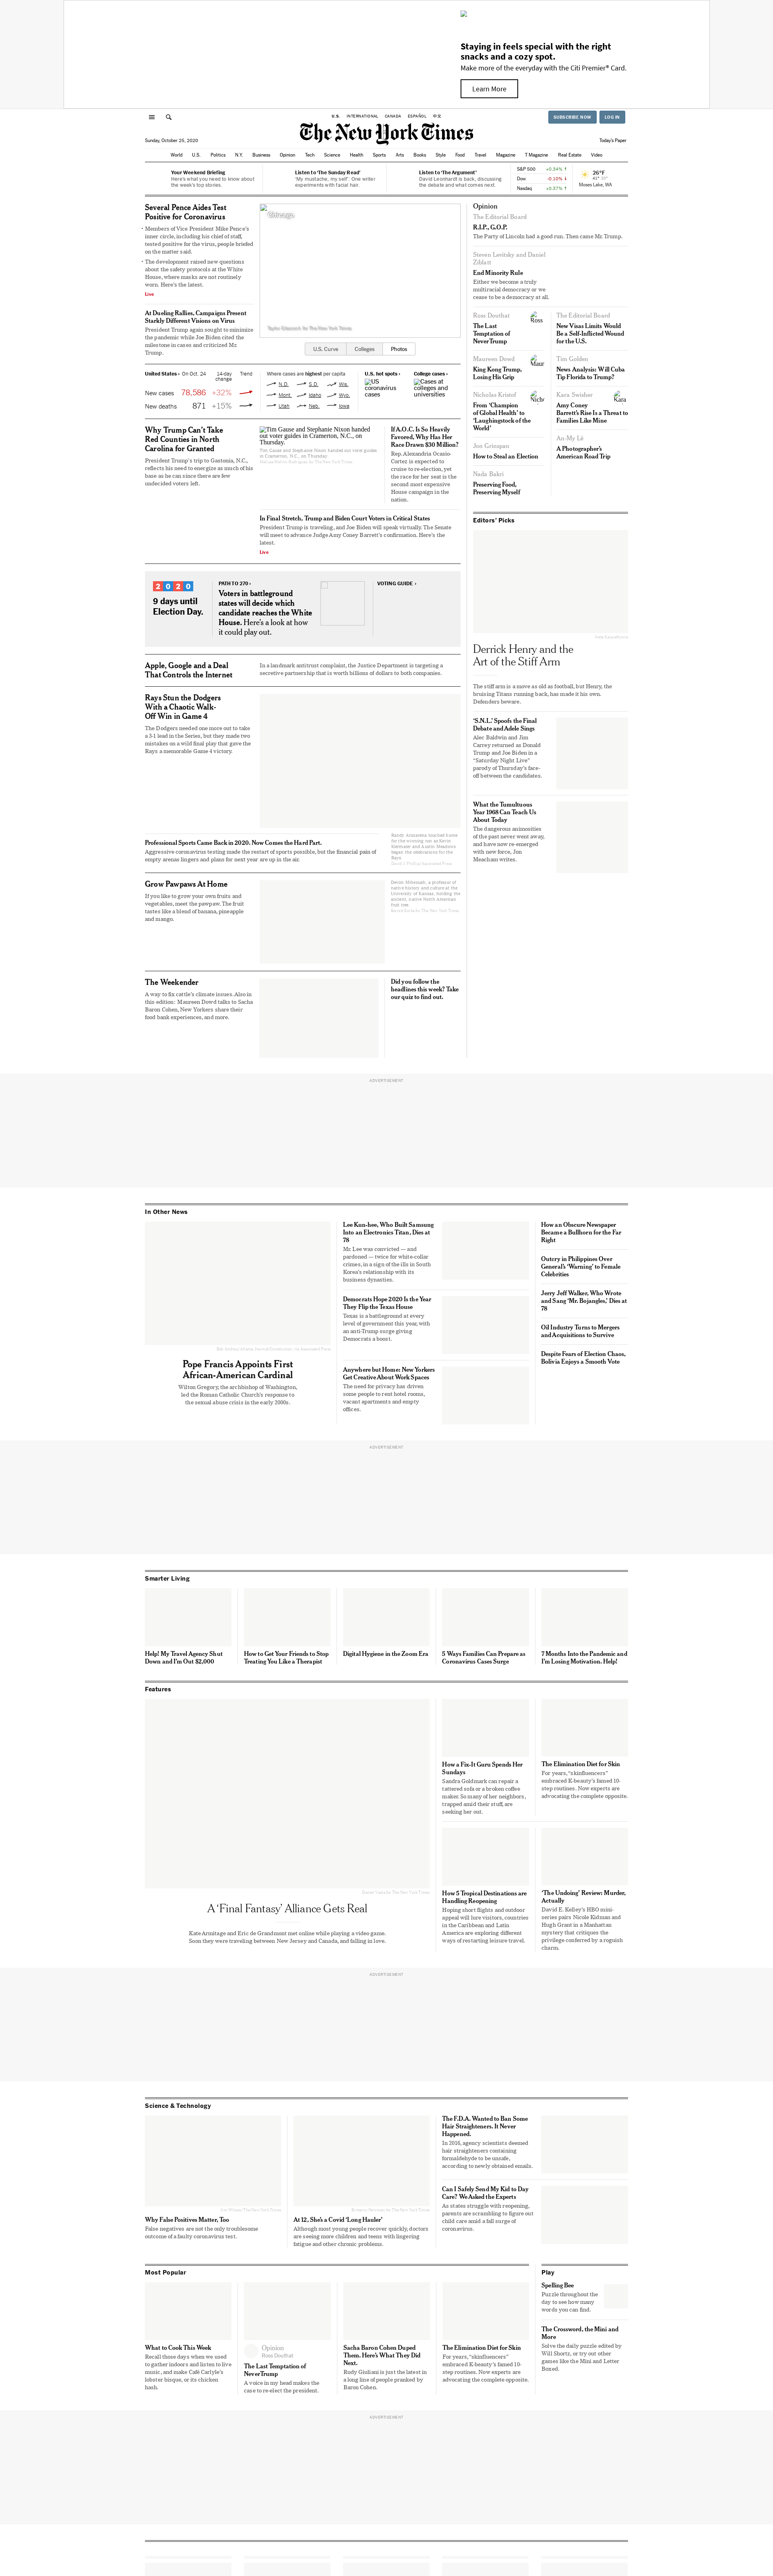 Staying in feels special with the right
snacks and a cozy spot.
Make more of the everyday with the Citi Premier® Card.
Learn More
U.S. INTERNATIONAL CANADA ESPAÑOL 中文
SUBSCRIBE NOW LOG IN
The New York Times
Sunday, October 25, 2020
Today's Paper
World U.S. Politics N.Y. Business Opinion Tech Science Health Sports Arts Books Style Food Travel Magazine T Magazine Real Estate Video
Your Weekend Briefing
Here's what you need to know about
the week's top stories.
Listen to 'The Sunday Read'
'My mustache, my self': One writer
experiments with facial hair.
Listen to 'The Argument'
David Leonhardt is back, discussing
the debate and what comes next.
S&P 500 +0.34% ↑
Dow -0.10% ↓
Nasdaq +0.37% ↑
26°F
Moses Lake, WA
Several Pence Aides Test
Positive for Coronavirus
Members of Vice President Mike Pence's
inner circle, including his chief of staff,
tested positive for the virus, people briefed
on the matter said.
The development raised new questions
about the safety protocols at the White
House, where masks are not routinely
worn. Here's the latest.
Live
At Dueling Rallies, Campaigns Present
Starkly Different Visions on Virus
President Trump again sought to minimize
the pandemic, while Joe Biden cited the
milestone in cases and criticized Mr.
Trump.
Chicago
Taylor Glascock for The New York Times
U.S. Curve Colleges Photos
United States › On Oct. 24 14-day
change Trend
New cases 78,586 +32%
New deaths 871 +15%
Where cases are highest per capita
N.D. S.D. Wis.
Mont. Idaho Wyo.
Utah Neb. Iowa
U.S. hot spots ›
US
coronavirus
cases
College cases ›
Cases at
colleges and
universities
Why Trump Can't Take
Red Counties in North
Carolina for Granted
President Trump's trip to Gastonia, N.C.,
reflects his need to energize as much of his
base as he can since there are few
undecided voters left.
Tim Gause and Stephanie Nixon handed
out voter guides in Cramerton, N.C., on
Thursday.
Tim Gause and Stephanie Nixon handed out voter guides
in Cramerton, N.C., on Thursday.
If A.O.C. Is So Heavily
Favored, Why Has Her
Race Drawn $30 Million?
Rep. Alexandria Ocasio-
Cortez is expected to
cruise to re-election, yet
the race for her seat is the
second most expensive
House campaign in the
nation.
In Final Stretch, Trump and Biden Court Voters in Critical States
President Trump is traveling, and Joe Biden will speak virtually. The Senate
will meet to advance Judge Amy Coney Barrett's confirmation. Here's the
latest.
Live
2020
9 days until
Election Day.
PATH TO 270 ›
Voters in battleground
states will decide which
candidate reaches the White
House. Here's a look at how
it could play out.
VOTING GUIDE ›
Apple, Google and a Deal
That Controls the Internet
In a landmark antitrust complaint, the Justice Department is targeting a
secretive partnership that is worth billions of dollars to both companies.
Rays Stun the Dodgers
With a Chaotic Walk-
Off Win in Game 4
The Dodgers needed one more out to take
a 3-1 lead in the Series, but they made two
mistakes on a wild final play that gave the
Rays a memorable Game 4 victory.
Professional Sports Came Back in 2020. Now Comes the Hard Part.
Aggressive coronavirus testing made the restart of sports possible, but the financial pain of
empty arenas lingers and plans for next year are up in the air.
Randy Arozarena touched home
for the winning run as Kevin
Kiermaier and Austin Meadows
began the celebrations for the
Rays.
Grow Pawpaws At Home
If you like to grow your own fruits and
vegetables, meet the pawpaw. The fruit
tastes like a blend of banana, pineapple
and mango.
Devon Mihesuah, a professor of
native history and culture at the
University of Kansas, holding the
ancient, native North American
fruit tree.
The Weekender
A way to fix cattle's climate issues. Also in
this edition: Maureen Dowd talks to Sacha
Baron Cohen, New Yorkers share their
food bank experiences, and more.
Did you follow the
headlines this week? Take
our quiz to find out.
Opinion
The Editorial Board
R.I.P., G.O.P.
The Party of Lincoln had a good run. Then came Mr. Trump.
Steven Levitsky and Daniel
Ziblatt
End Minority Rule
Either we become a truly
multiracial democracy or we
cease to be a democracy at all.
Ross Douthat
The Last
Temptation of
NeverTrump
Ross
The Editorial Board
New Visas Limits Would
Be a Self-Inflicted Wound
for the U.S.
Maureen Dowd
King Kong Trump,
Losing His Grip
Tim Golden
News Analysis: Will Cuba
Tip Florida to Trump?
Nicholas Kristof
From 'Champion
of Global Health' to
'Laughingstock of the
World'
Kara Swisher
Amy Coney
Barrett's Rise Is a Threat to
Families Like Mine
Jon Grinspan
How to Steal an Election
An-My Lê
A Photographer's
American Road Trip
Nada Bakri
Preserving Food,
Preserving Myself
Editors' Picks
Derrick Henry and the
Art of the Stiff Arm
The stiff arm is a move as old as football, but Henry, the
bruising Titans running back, has made it his own.
Defenders beware.
'S.N.L.' Spoofs the Final
Debate and Adele Sings
Alec Baldwin and Jim
Carrey returned as Donald
Trump and Joe Biden in a
"Saturday Night Live"
parody of Thursday's face-
off between the candidates.
What the Tumultuous
Year 1968 Can Teach Us
About Today
The dangerous animosities
of the past never went away,
and have now re-emerged
with new force, Jon
Meacham writes.
ADVERTISEMENT
In Other News
Pope Francis Appoints First
African-American Cardinal
Wilton Gregory, the archbishop of Washington,
led the Roman Catholic Church's response to
the sexual abuse crisis in the early 2000s.
Lee Kun-hee, Who Built Samsung
Into an Electronics Titan, Dies at
78
Mr. Lee was convicted — and
pardoned — twice for white-collar
crimes, in a sign of the ills in South
Korea's relationship with its
business dynasties.
Democrats Hope 2020 Is the Year
They Flip the Texas House
Texas is a battleground at every
level of government this year, with
an anti-Trump surge giving
Democrats a boost.
Anywhere but Home: New Yorkers
Get Creative About Work Spaces
The need for privacy has driven
some people to rent hotel rooms,
vacant apartments and empty
offices.
How an Obscure Newspaper
Became a Bullhorn for the Far
Right
Outcry in Philippines Over
General's 'Warning' to Female
Celebrities
Jerry Jeff Walker, Who Wrote
and Sang 'Mr. Bojangles,' Dies at
78
Oil Industry Turns to Mergers
and Acquisitions to Survive
Despite Fears of Election Chaos,
Bolivia Enjoys a Smooth Vote
ADVERTISEMENT
Smarter Living
Help! My Travel Agency Shut
Down and I'm Out $2,000
How to Get Your Friends to Stop
Treating You Like a Therapist
Digital Hygiene in the Zoom Era
5 Ways Families Can Prepare as
Coronavirus Cases Surge
7 Months Into the Pandemic and
I'm Losing Motivation. Help!
Features
A 'Final Fantasy' Alliance Gets Real
Kate Armitage and Eric de Grandmont met online while playing a video game.
Soon they were traveling between New Jersey and Canada, and falling in love.
How a Fix-It Guru Spends Her
Sundays
Sandra Goldmark can repair a
tattered sofa or a broken coffee
maker. So many of her neighbors,
trapped amid their stuff, are
seeking her out.
The Elimination Diet for Skin
For years, "skinfluencers"
embraced K-beauty's famed 10-
step routines. Now experts are
advocating the complete opposite.
How 5 Tropical Destinations are
Handling Reopening
Hoping short flights and outdoor
appeal will lure visitors, countries
in the Caribbean and Latin
America are exploring different
ways of restarting leisure travel.
'The Undoing' Review: Murder,
Actually
David E. Kelley's HBO mini-
series pairs Nicole Kidman and
Hugh Grant in a Manhattan
mystery that critiques the
privilege conferred by a roguish
charm.
ADVERTISEMENT
Science & Technology
Why False Positives Matter, Too
False negatives are not the only troublesome
outcome of a faulty coronavirus test.
At 12, She's a Covid 'Long Hauler'
Although most young people recover quickly, doctors
are seeing more children and teens with lingering
fatigue and other chronic problems.
The F.D.A. Wanted to Ban Some
Hair Straighteners. It Never
Happened.
In 2016, agency scientists deemed
hair straighteners containing
formaldehyde to be unsafe,
according to newly obtained emails.
Can I Safely Send My Kid to Day
Care? We Asked the Experts
As states struggle with reopening,
parents are scrambling to figure out
child care amid a fall surge of
coronavirus.
Most Popular
What to Cook This Week
Recall those days when we used
to gather indoors and listen to live
music, and make Café Carlyle's
lobster bisque, or its chicken
hash.
Opinion
Ross Douthat
The Last Temptation of
NeverTrump
A voice in my head makes the
case to re-elect the president.
Sacha Baron Cohen Duped
Them. Here's What They Did
Next.
Rudy Giuliani is just the latest in
a long line of people pranked by
Baron Cohen.
The Elimination Diet for Skin
For years, "skinfluencers"
embraced K-beauty's famed 10-
step routines. Now experts are
advocating the complete opposite.
Play
Spelling Bee
Puzzle throughout the
day to see how many
words you can find.
The Crossword, the Mini and
More
Solve the daily puzzle edited by
Will Shortz, or try out other
games like the Mini and Letter
Boxed.
ADVERTISEMENT